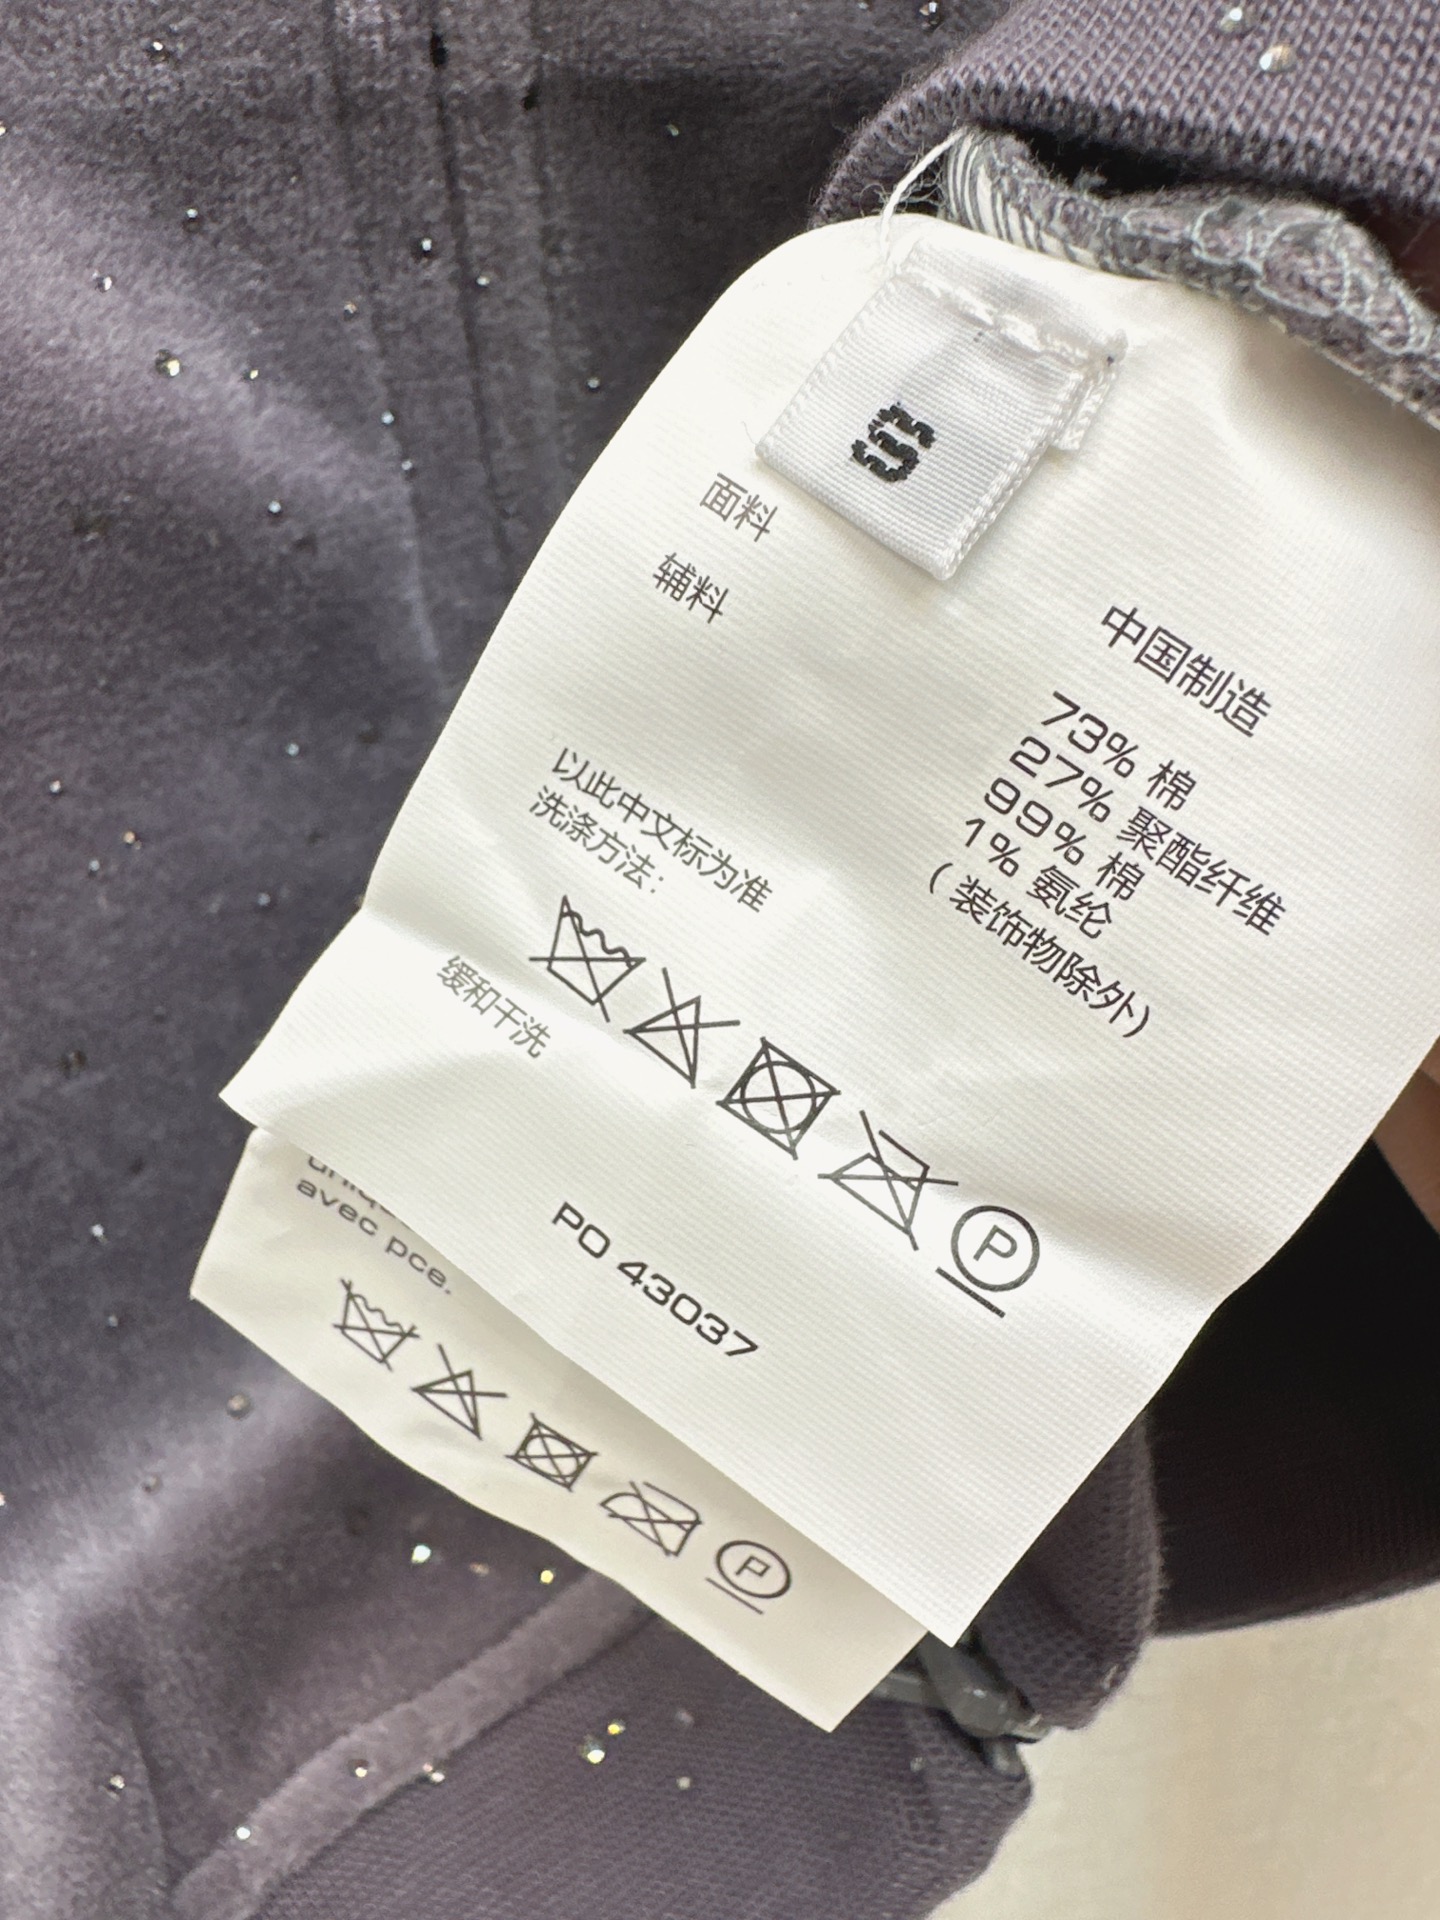 S
中国制造
面料
73% 棉
27% 聚酯纤维
辅料
99% 棉
1% 氨纶
(装饰物除外)
以此中文标为准
洗涤方法:
P
缓和干洗
PO 43037
avec pce.
P